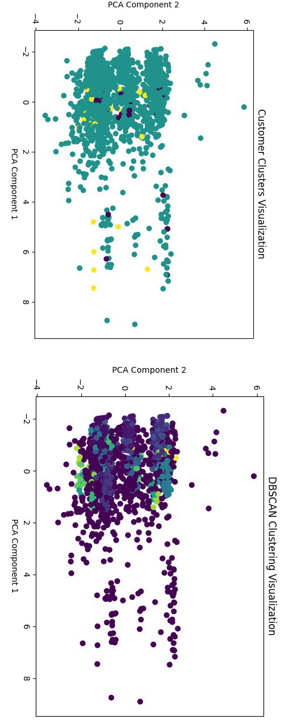 Customer Clusters Visualization
PCA Component 2
−4 −2 0 2 4 6
−2 0 2 4 6 8
PCA Component 1
DBSCAN Clustering Visualization
PCA Component 2
−4 −2 0 2 4 6
−2 0 2 4 6 8
PCA Component 1